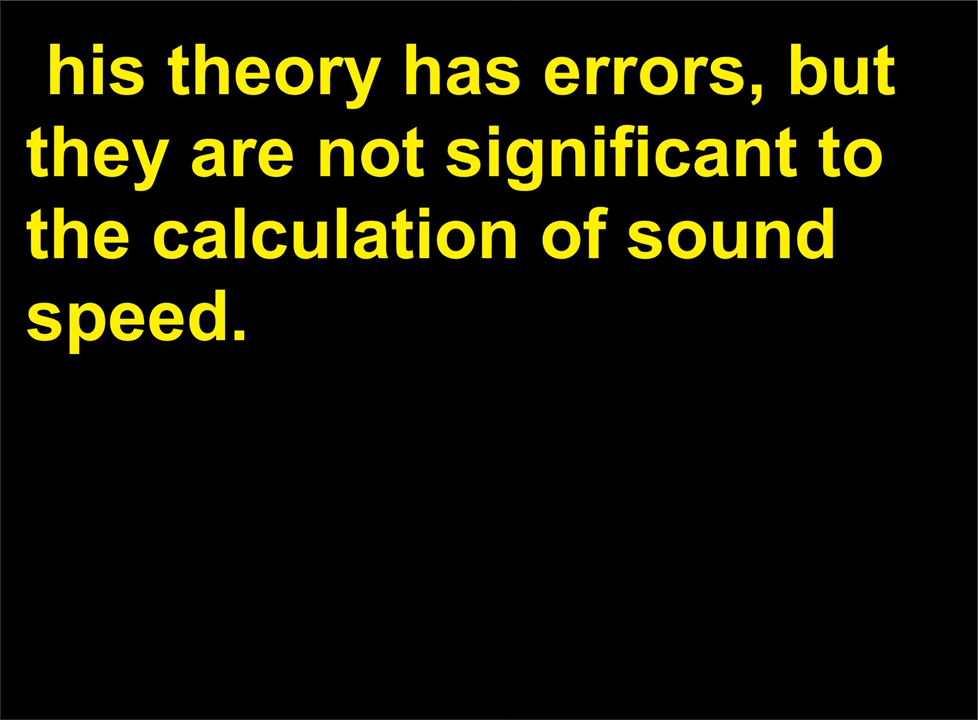 his theory has errors, but
they are not significant to
the calculation of sound
speed.